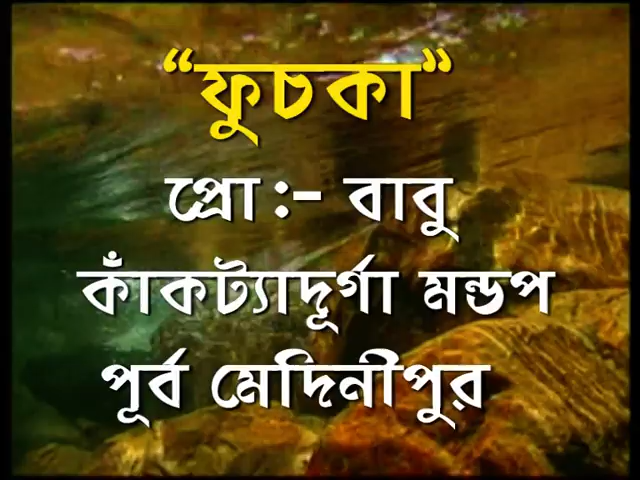 “ফুচকা”
প্রো :- বাবু
কাঁকট্যাদূর্গা মন্ডপ
পূর্ব মেদিনীপুর